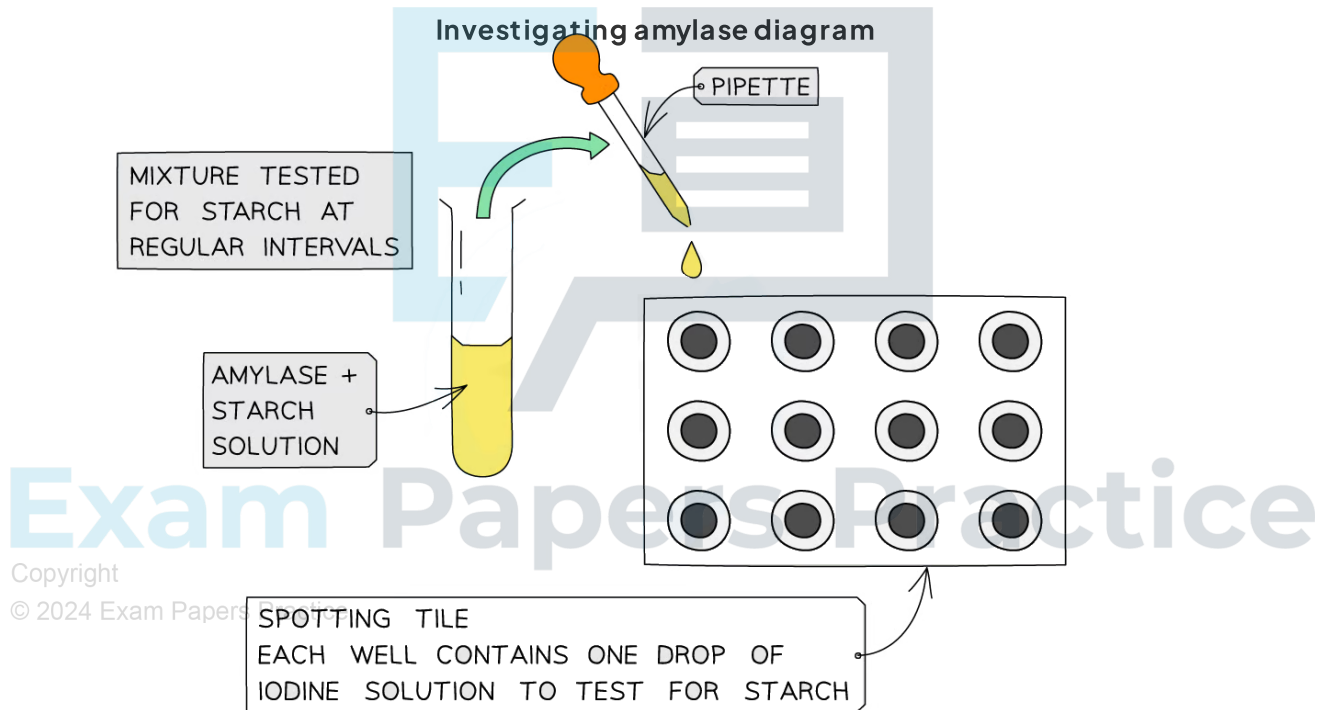 Investigating amylase diagram
PIPETTE
MIXTURE TESTED
FOR STARCH AT
REGULAR INTERVALS
AMYLASE +
STARCH
SOLUTION
Exam Papers Practice
Copyright
© 2024 Exam Papers Practice
SPOTTING TILE
EACH WELL CONTAINS ONE DROP OF
IODINE SOLUTION TO TEST FOR STARCH